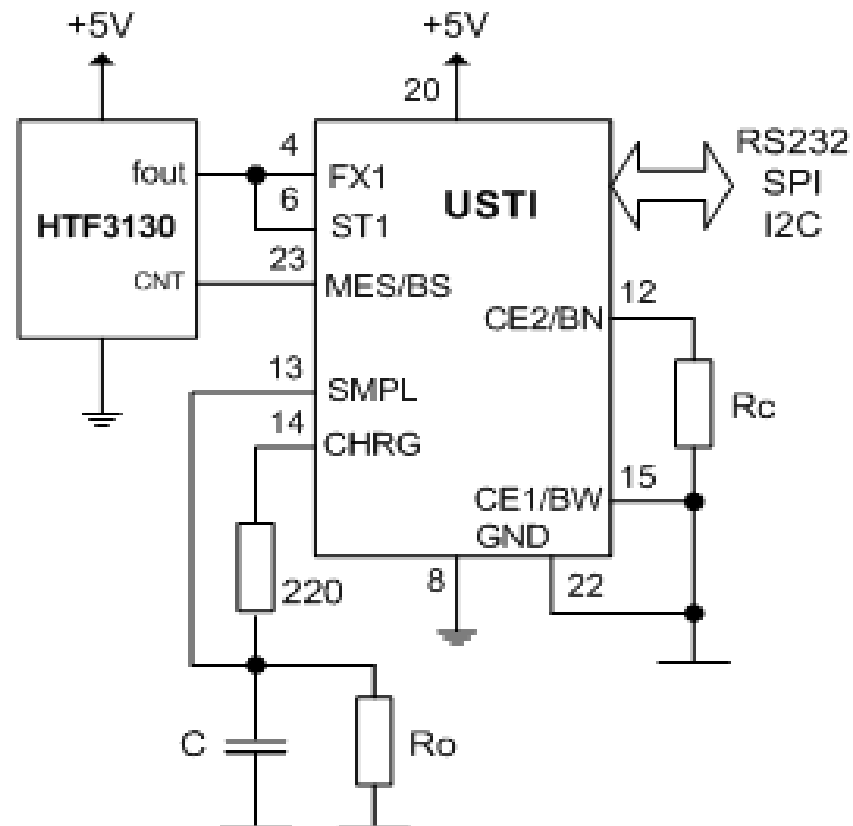 +5V
+5V
20
fout
HTF3130
CNT
4
6
23
FX1
ST1
MES/BS
USTI
RS232
SPI
I2C
CE2/BN
12
13
SMPL
14
CHRG
Rc
15
CE1/BW
GND
8
22
220
C
Ro